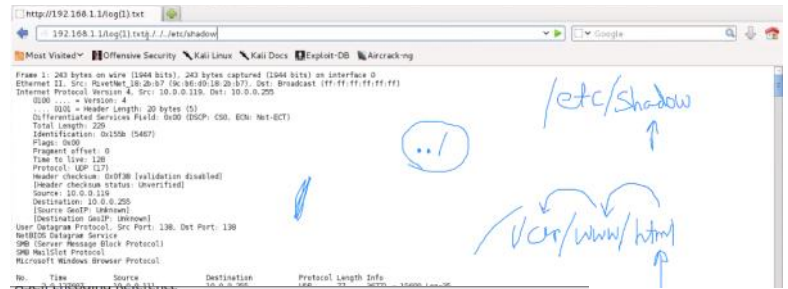 http://192.168.1.1/log(1).txt
192.168.1.1/log(1).txt/../../etc/shadow
Google
Most Visited Offensive Security Kali Linux Kali Docs Exploit-DB Aircrack-ng
Frame 1: 243 bytes on wire (1944 bits), 243 bytes captured (1944 bits) on interface 0
Ethernet II, Src: RivetNet_18:2b:b7 (9c:b6:d0:18:2b:b7), Dst: Broadcast (ff:ff:ff:ff:ff:ff)
Internet Protocol Version 4, Src: 10.0.0.119, Dst: 10.0.0.255
0100 .... = Version: 4
.... 0101 = Header Length: 20 bytes (5)
Differentiated Services Field: 0x00 (DSCP: CS0, ECN: Not-ECT)
Total Length: 229
Identification: 0x155b (5467)
Flags: 0x00
Fragment offset: 0
Time to live: 128
Protocol: UDP (17)
Header checksum: 0x0f38 [validation disabled]
[Header checksum status: Unverified]
Source: 10.0.0.119
Destination: 10.0.0.255
[Source GeoIP: Unknown]
[Destination GeoIP: Unknown]
User Datagram Protocol, Src Port: 138, Dst Port: 138
NetBIOS Datagram Service
SMB (Server Message Block Protocol)
SMB MailSlot Protocol
Microsoft Windows Browser Protocol
No. Time Source Destination Protocol Length Info
/etc/shadow
../
/var/www/html